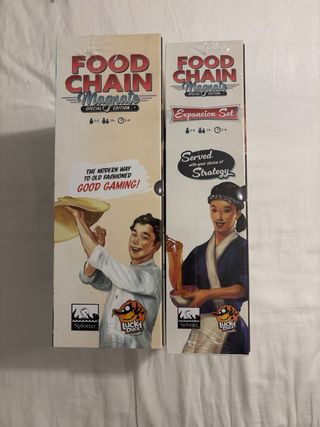 FOOD
CHAIN
Magnate
SPECIAL EDITION
THE MODERN WAY
TO OLD FASHIONED
GOOD GAMING!
Splotter
LUCKY
DUCK
FOOD
CHAIN
Magnate
Expansion Set
Served
with your choice of
Strategy
Splotter
LUCKY
DUCK